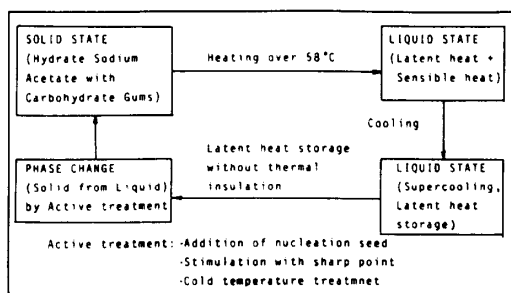 SOLID STATE
(Hydrate Sodium
Acetate with
Carbohydrate Gums)
Heating over 58°C
LIQUID STATE
(Latent heat +
Sensible heat)
Cooling
Latent heat storage
without thermal
insulation
PHASE CHANGE
(Solid from Liquid)
by Active treatment
LIQUID STATE
(Supercooling,
Latent heat
storage)
Active treatment: -Addition of nucleation seed
-Stimulation with sharp point
-Cold temperature treatmnet